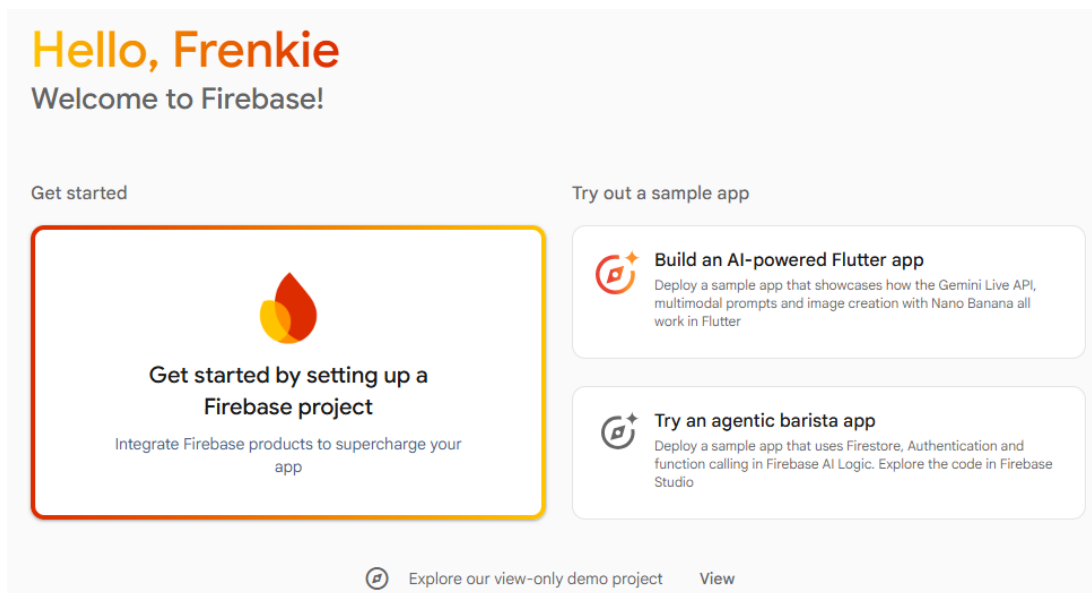 Hello, Frenkie
Welcome to Firebase!
Get started
Get started by setting up a
Firebase project
Integrate Firebase products to supercharge your
app
Try out a sample app
Build an AI-powered Flutter app
Deploy a sample app that showcases how the Gemini Live API,
multimodal prompts and image creation with Nano Banana all
work in Flutter
Try an agentic barista app
Deploy a sample app that uses Firestore, Authentication and
function calling in Firebase AI Logic. Explore the code in Firebase
Studio
Explore our view-only demo project View